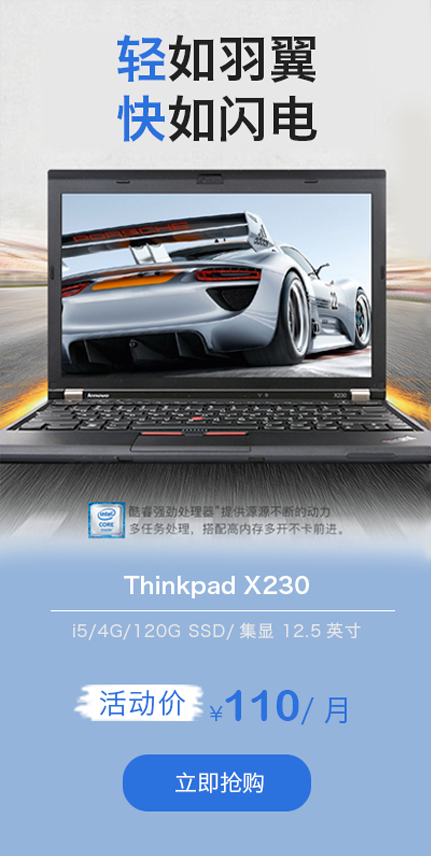 轻如羽翼
快如闪电
PORSCHE
adidas
22
lenovo
X230
ThinkPad
intel
CORE
inside
酷睿强劲处理器"提供源源不断的动力
多任务处理，搭配高内存多开不卡前进。
Thinkpad X230
i5/4G/120G SSD/ 集显 12.5 英寸
活动价 ¥110/ 月
立即抢购